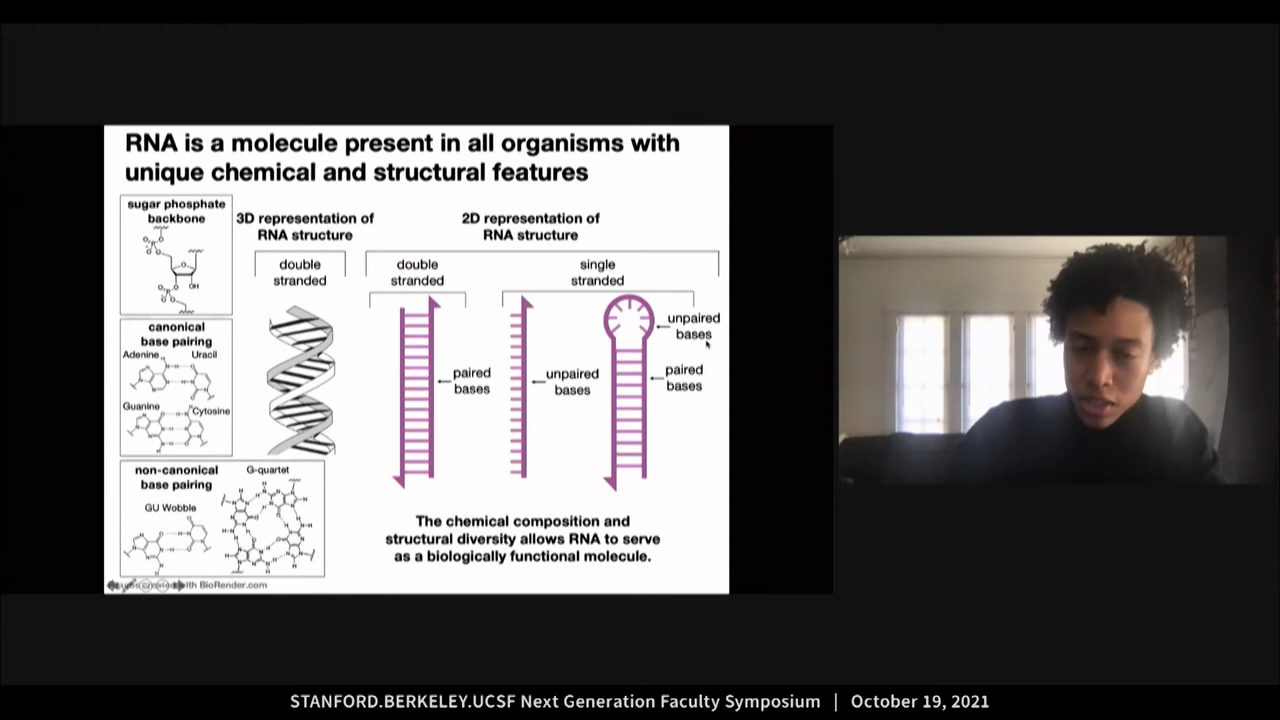 RNA is a molecule present in all organisms with
unique chemical and structural features
sugar phosphate
backbone
OH
canonical
base pairing
Adenine
Uracil
Guanine
Cytosine
non-canonical
base pairing
GU Wobble
G-quartet
3D representation of
RNA structure
double
stranded
2D representation of
RNA structure
double
stranded
single
stranded
paired
bases
unpaired
bases
unpaired
bases
paired
bases
The chemical composition and
structural diversity allows RNA to serve
as a biologically functional molecule.
with BioRender.com
STANFORD.BERKELEY.UCSF Next Generation Faculty Symposium | October 19, 2021